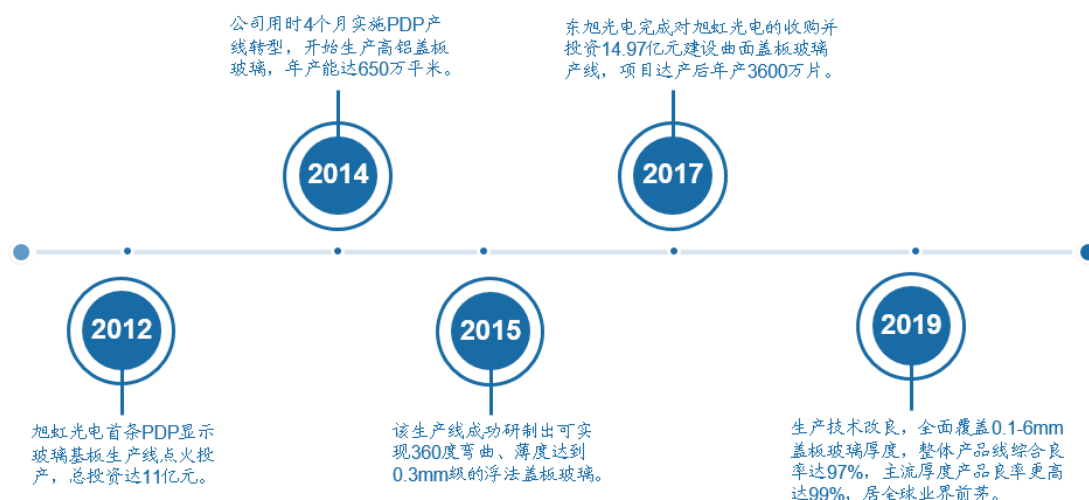 公司用时4个月实施PDP产
线转型，开始生产高铝盖板
玻璃，年产能达650万平米。
东旭光电完成对旭虹光电的收购并
投资14.97亿元建设曲面盖板玻璃
产线，项目达产后年产3600万片。
2014
2017
2012
2015
2019
旭虹光电首条PDP显示
玻璃基板生产线点火投
产，总投资达11亿元。
该生产线成功研制出可实
现360度弯曲、薄度达到
0.3mm级的浮法盖板玻璃。
生产技术改良，全面覆盖0.1-6mm
盖板玻璃厚度，整体产品线综合良
率达97%，主流厚度产品良率更高
达99%，居全球业界前茅。